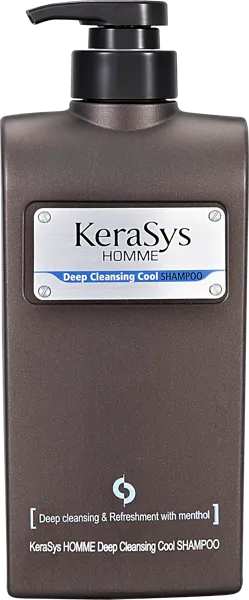 KeraSys
HOMME
Deep Cleansing Cool SHAMPOO
[ Deep cleansing & Refreshment with menthol ]
KeraSys HOMME Deep Cleansing Cool SHAMPOO